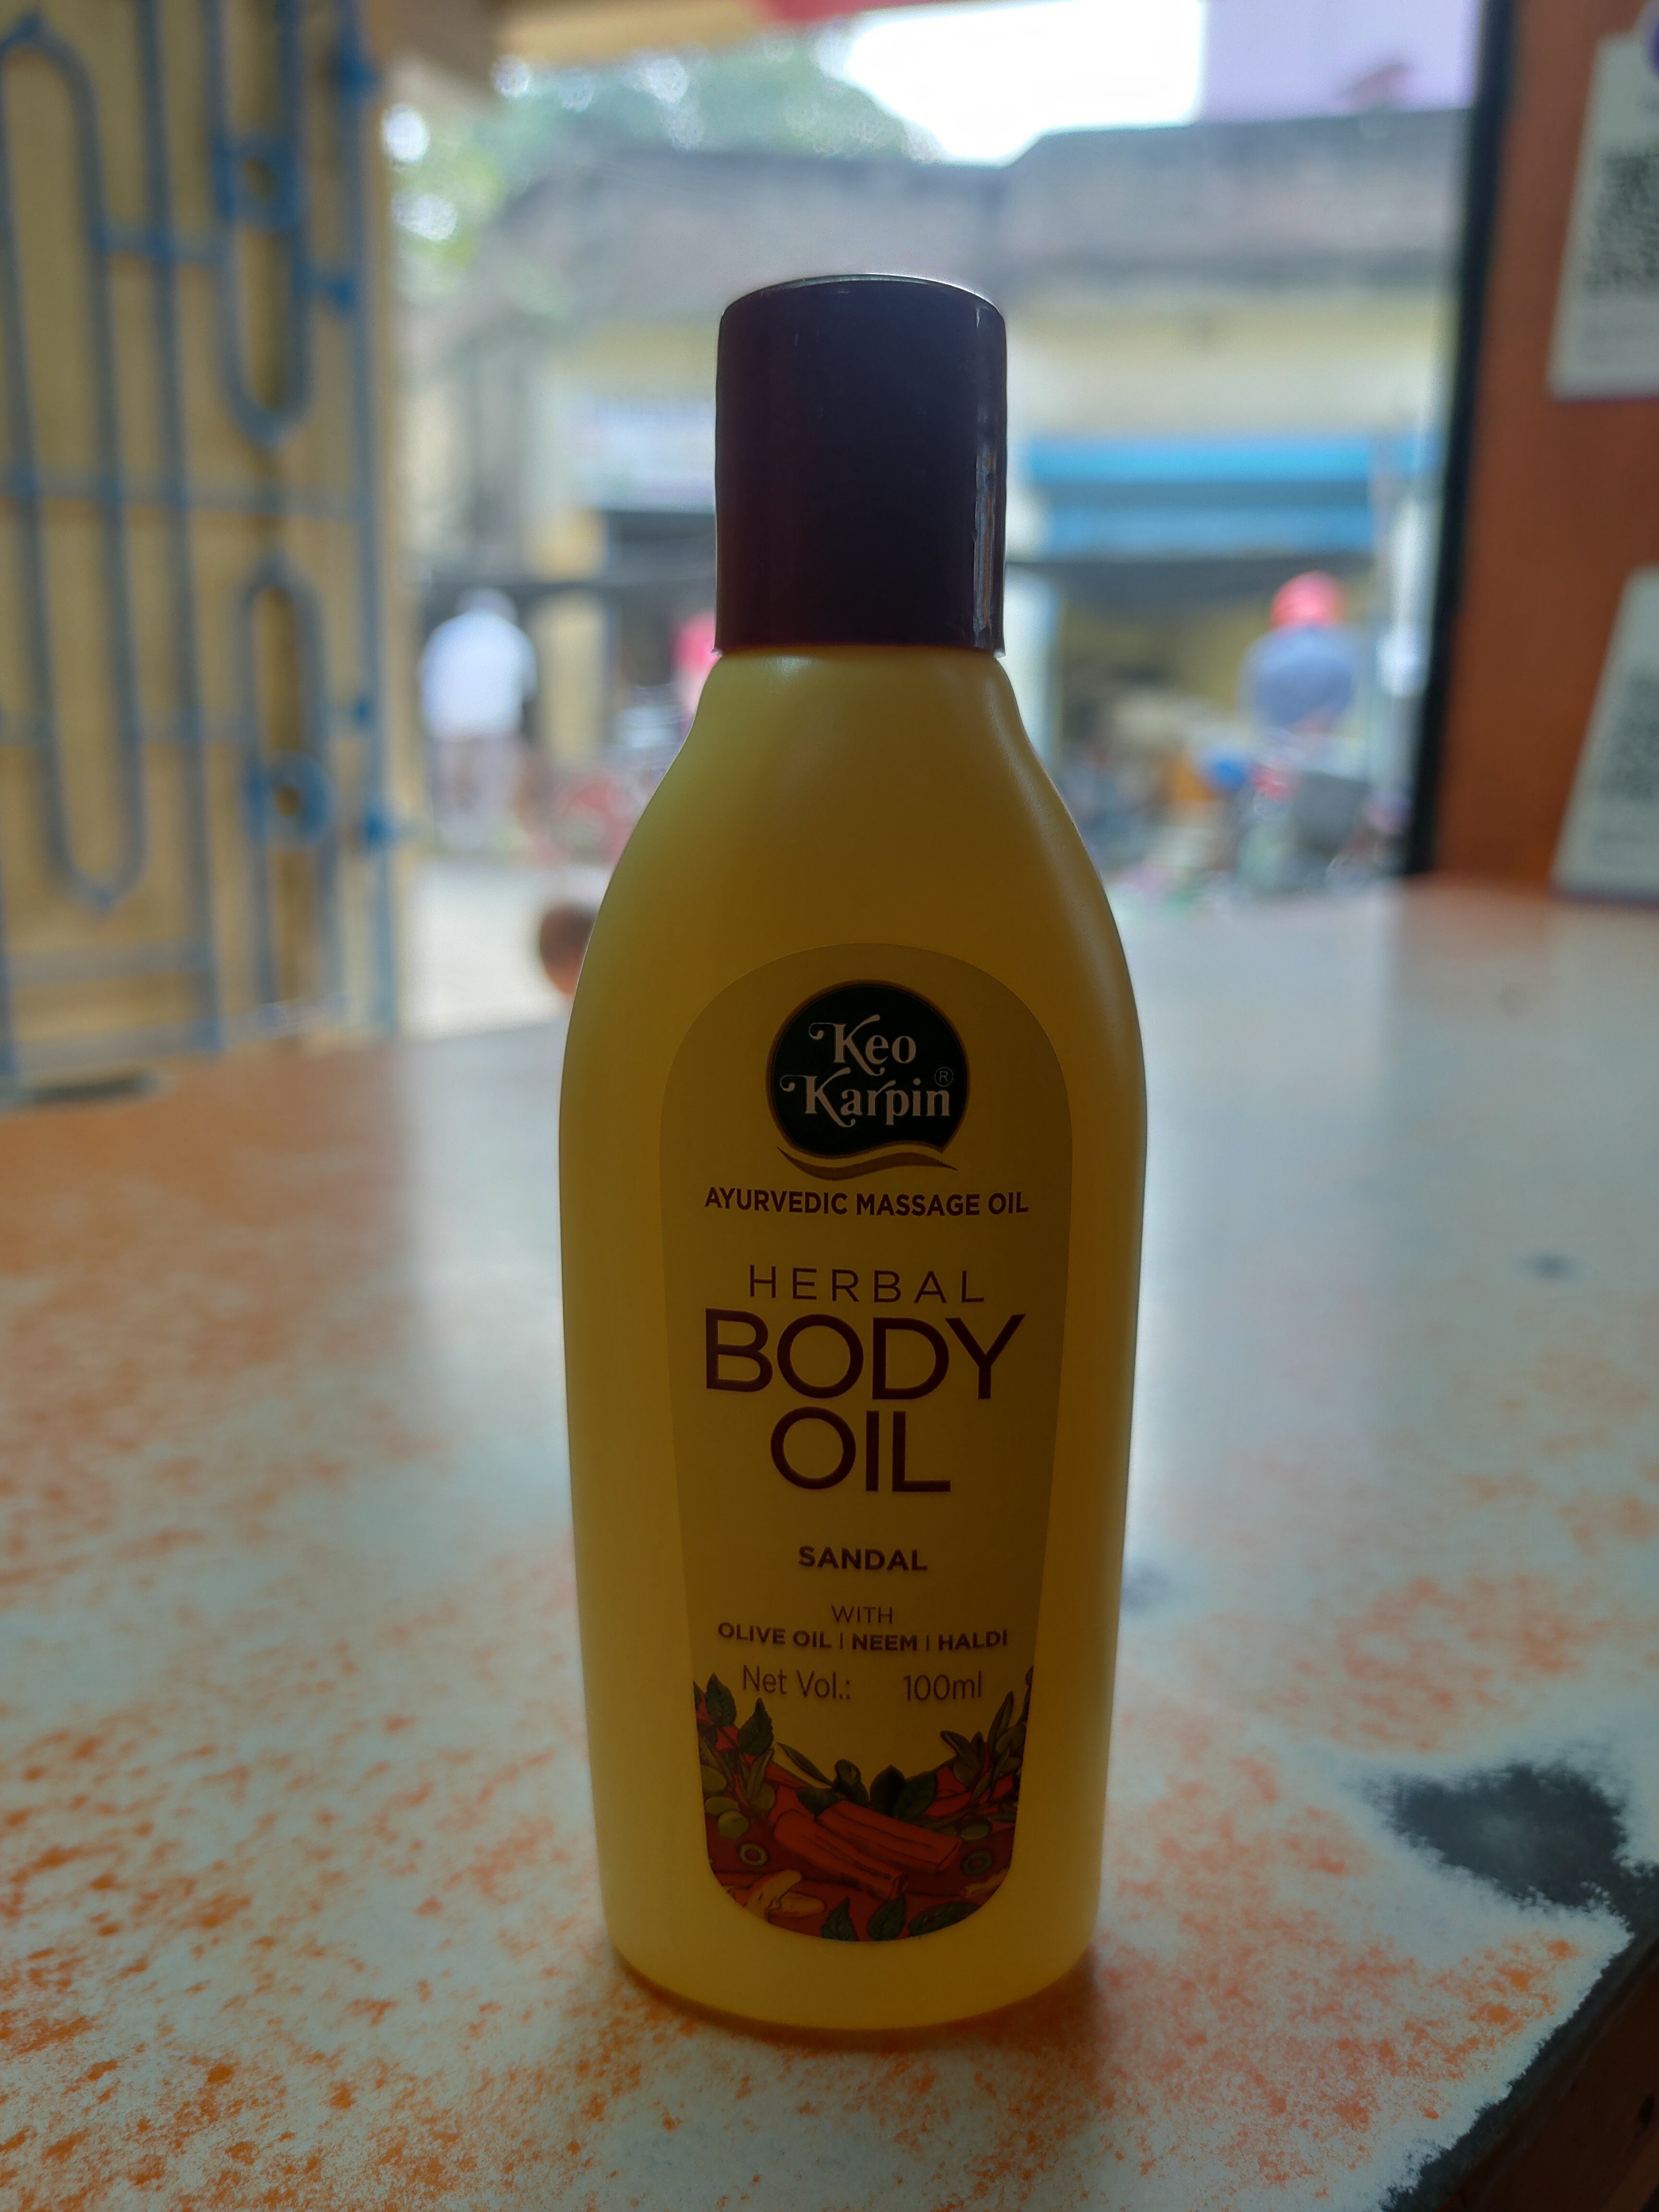 Keo
Karpin®
AYURVEDIC MASSAGE OIL
HERBAL
BODY
OIL
SANDAL
WITH
OLIVE OIL | NEEM | HALDI
Net Vol.: 100ml